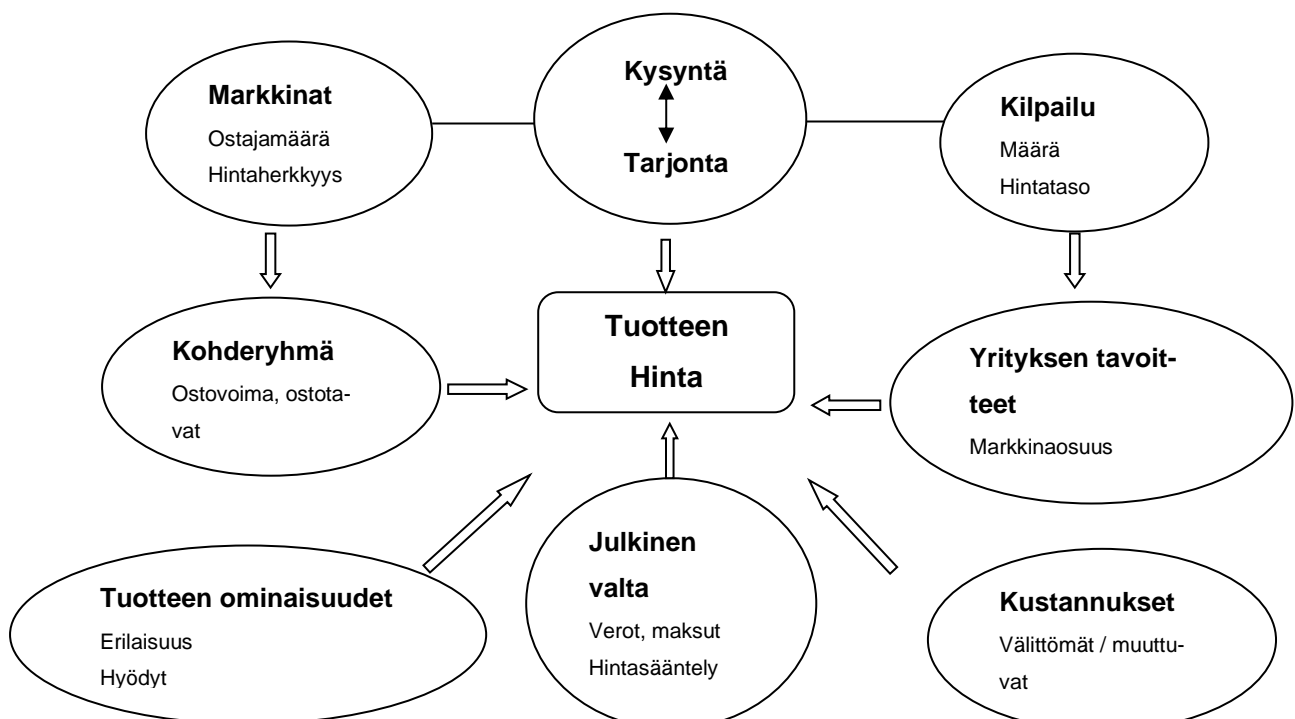 Markkinat
Ostajamäärä
Hintaherkkyys
Kysyntä
Tarjonta
Kilpailu
Määrä
Hintataso
Kohderyhmä
Ostovoima, ostota-
vat
Tuotteen
Hinta
Yrityksen tavoit-
teet
Markkinaosuus
Tuotteen ominaisuudet
Erilaisuus
Hyödyt
Julkinen
valta
Verot, maksut
Hintasääntely
Kustannukset
Välittömät / muuttu-
vat